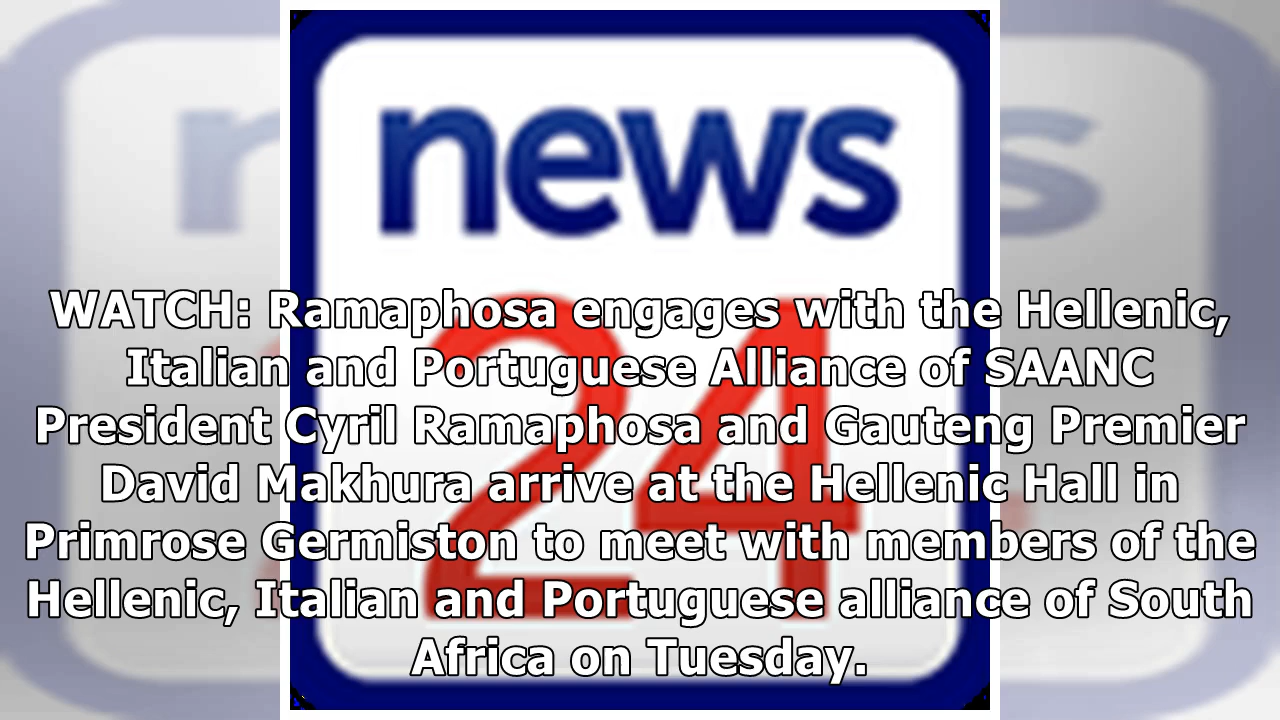 news
24
WATCH: Ramaphosa engages with the Hellenic,
Italian and Portuguese Alliance of SAANC
President Cyril Ramaphosa and Gauteng Premier
David Makhura arrive at the Hellenic Hall in
Primrose Germiston to meet with members of the
Hellenic, Italian and Portuguese alliance of South
Africa on Tuesday.